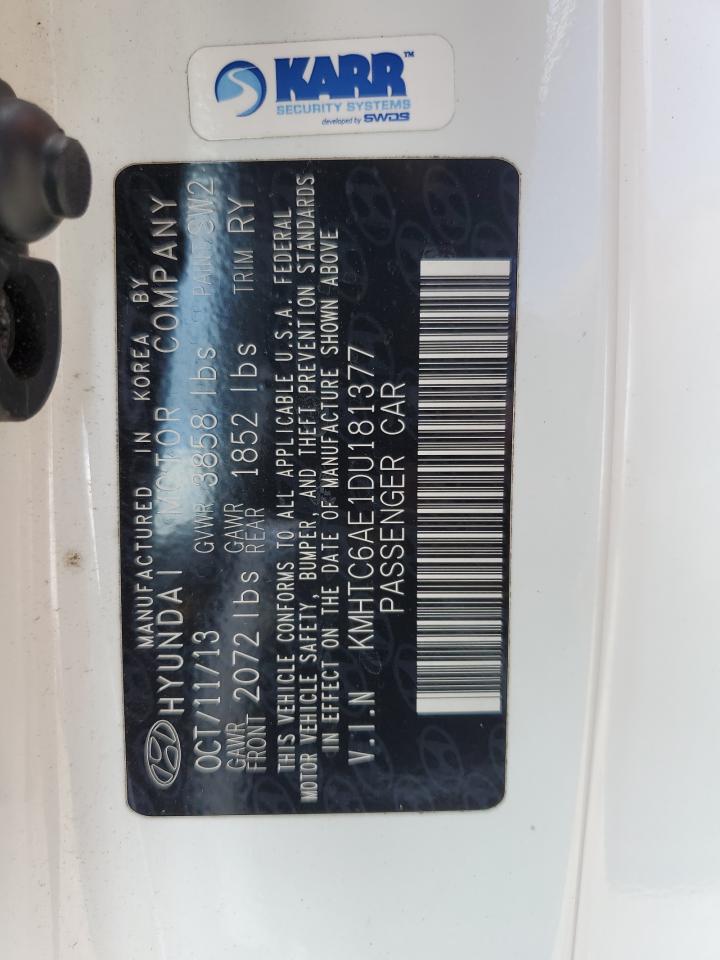 KARR™
SECURITY SYSTEMS
developed by SWDS
MANUFACTURED IN KOREA BY
HYUNDAI MOTOR COMPANY
OCT/11/13 GVWR 3858 lbs PAINT SW2
GAWR FRONT 2072 lbs GAWR REAR 1852 lbs TRIM RY
THIS VEHICLE CONFORMS TO ALL APPLICABLE U.S.A. FEDERAL
MOTOR VEHICLE SAFETY, BUMPER, AND THEFT PREVENTION STANDARDS
IN EFFECT ON THE DATE OF MANUFACTURE SHOWN ABOVE
V.I.N KMHTC6AE1DU181377
PASSENGER CAR